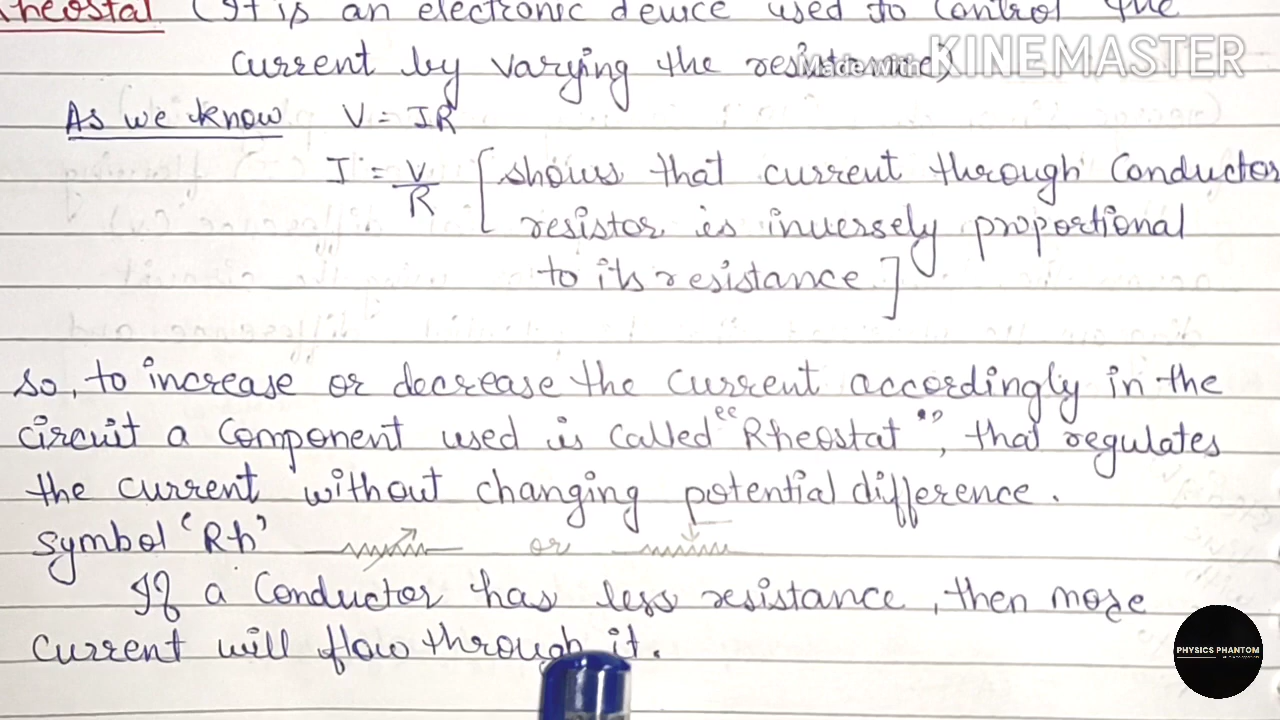 Rheostat (It is an electronic device used to control the
current by varying the resistance)
Made with KINEMASTER
As we know V = IR
I = V/R [shows that current through conductor
resistor is inversely proportional
to its resistance]
so, to increase or decrease the current accordingly in the
circuit a component used is called "Rheostat", that regulates
the current without changing potential difference.
symbol 'Rh' or
If a conductor has less resistance, then more
current will flow through it.
PHYSICS PHANTOM